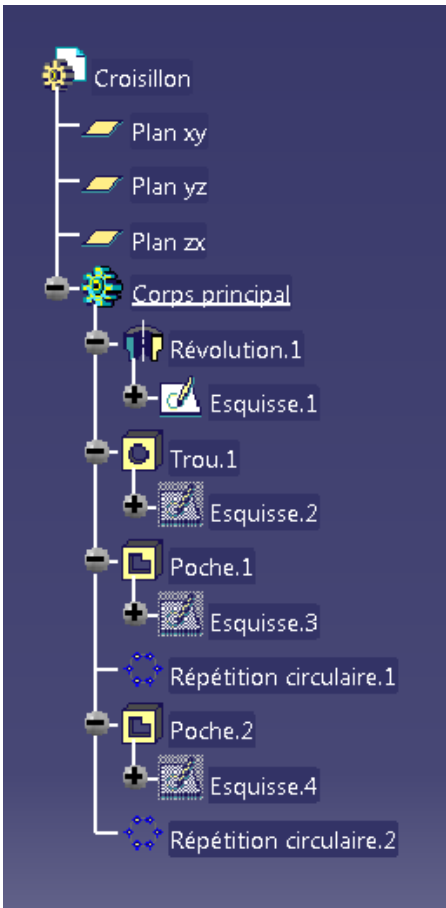 Croisillon
Plan xy
Plan yz
Plan zx
Corps principal
Révolution.1
Esquisse.1
Trou.1
Esquisse.2
Poche.1
Esquisse.3
Répétition circulaire.1
Poche.2
Esquisse.4
Répétition circulaire.2